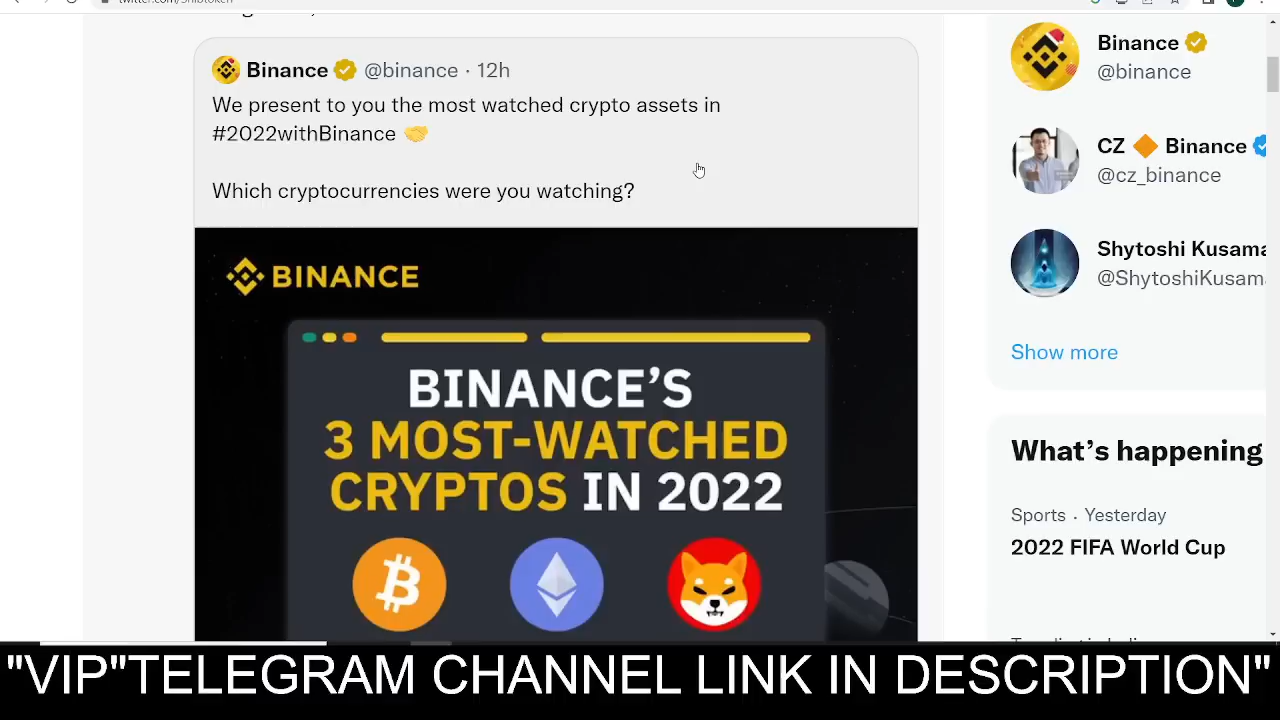 Binance @binance · 12h
We present to you the most watched crypto assets in
#2022withBinance
Which cryptocurrencies were you watching?
BINANCE
BINANCE'S
3 MOST-WATCHED
CRYPTOS IN 2022
Binance
@binance
CZ Binance
@cz_binance
Shytoshi Kusama
@ShytoshiKusam
Show more
What's happening
Sports · Yesterday
2022 FIFA World Cup
"VIP"TELEGRAM CHANNEL LINK IN DESCRIPTION"